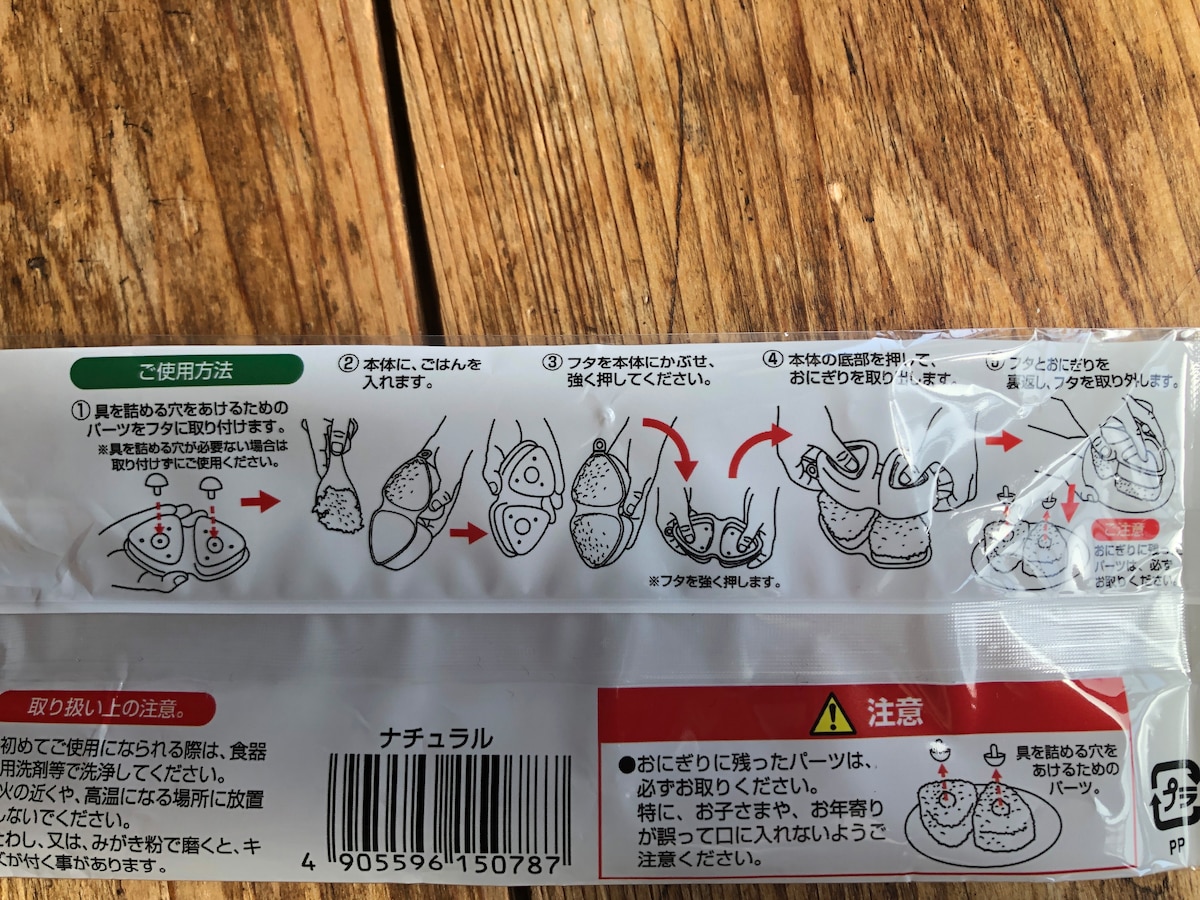 ご使用方法
①具を詰める穴をあけるための
パーツをフタに取り付けます。
※具を詰める穴が必要ない場合は
取り付けずにご使用ください。
②本体に、ごはんを
入れます。
③フタを本体にかぶせ、
強く押してください。
※フタを強く押します。
④本体の底部を押して、
おにぎりを取り出します。
フタとおにぎりを
裏返し、フタを取り外します。
ご注意
おにぎりに残っ
パーツは、必ず
お取りください
取り扱い上の注意。
初めてご使用になられる際は、食器
用洗剤等で洗浄してください。
火の近くや、高温になる場所に放置
しないでください。
たわし、又は、みがき粉で磨くと、キ
ズが付く事があります。
ナチュラル
4 905596 150787
注意
●おにぎりに残ったパーツは、
必ずお取りください。
特に、お子さまや、お年寄り
が誤って口に入れないようご
注意ください。
具を詰める穴を
あけるための
パーツ。
プラ
PP